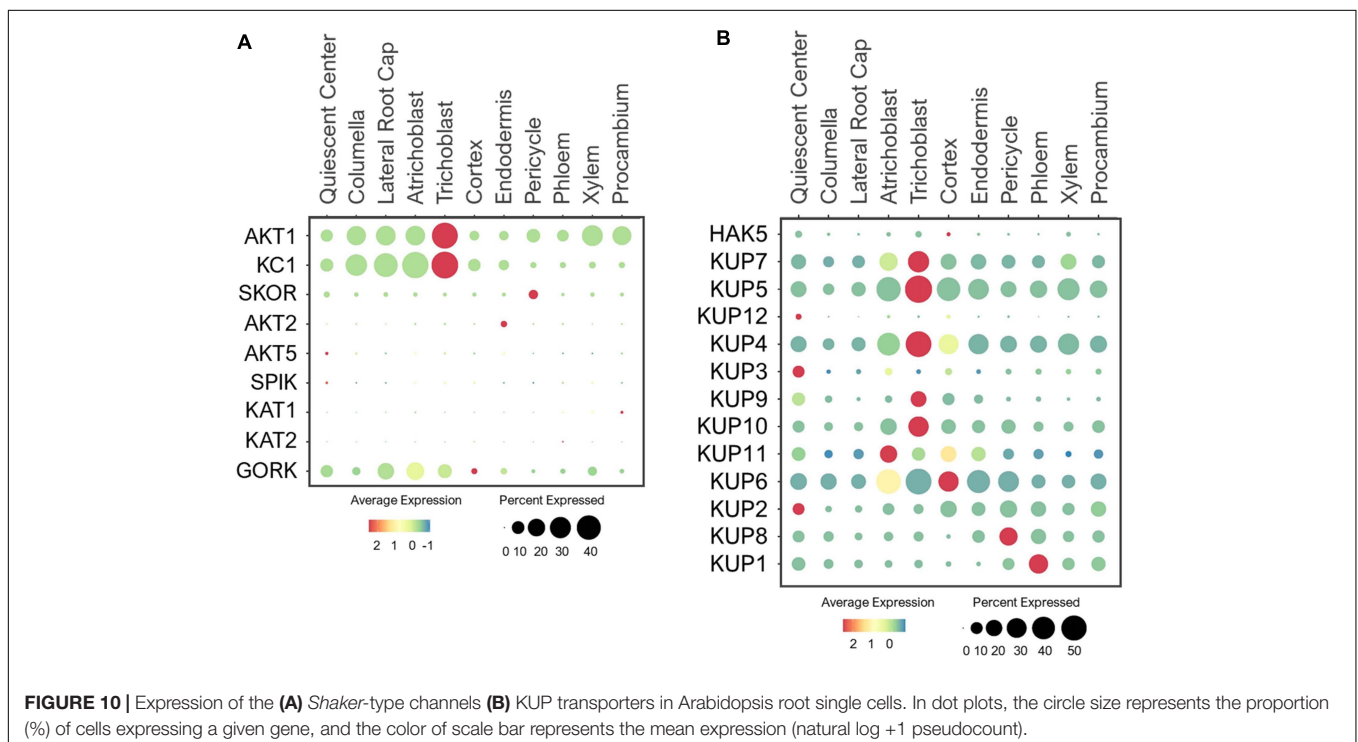 A
Quiescent Center
Columella
Lateral Root Cap
Atrichoblast
Trichoblast
Cortex
Endodermis
Pericycle
Phloem
Xylem
Procambium
AKT1
KC1
SKOR
AKT2
AKT5
SPIK
KAT1
KAT2
GORK
Average Expression
2 1 0 -1
Percent Expressed
0 10 20 30 40
B
Quiescent Center
Columella
Lateral Root Cap
Atrichoblast
Trichoblast
Cortex
Endodermis
Pericycle
Phloem
Xylem
Procambium
HAK5
KUP7
KUP5
KUP12
KUP4
KUP3
KUP9
KUP10
KUP11
KUP6
KUP2
KUP8
KUP1
Average Expression
2 1 0
Percent Expressed
0 10 20 30 40 50
FIGURE 10 | Expression of the (A) Shaker-type channels (B) KUP transporters in Arabidopsis root single cells. In dot plots, the circle size represents the proportion
(%) of cells expressing a given gene, and the color of scale bar represents the mean expression (natural log +1 pseudocount).